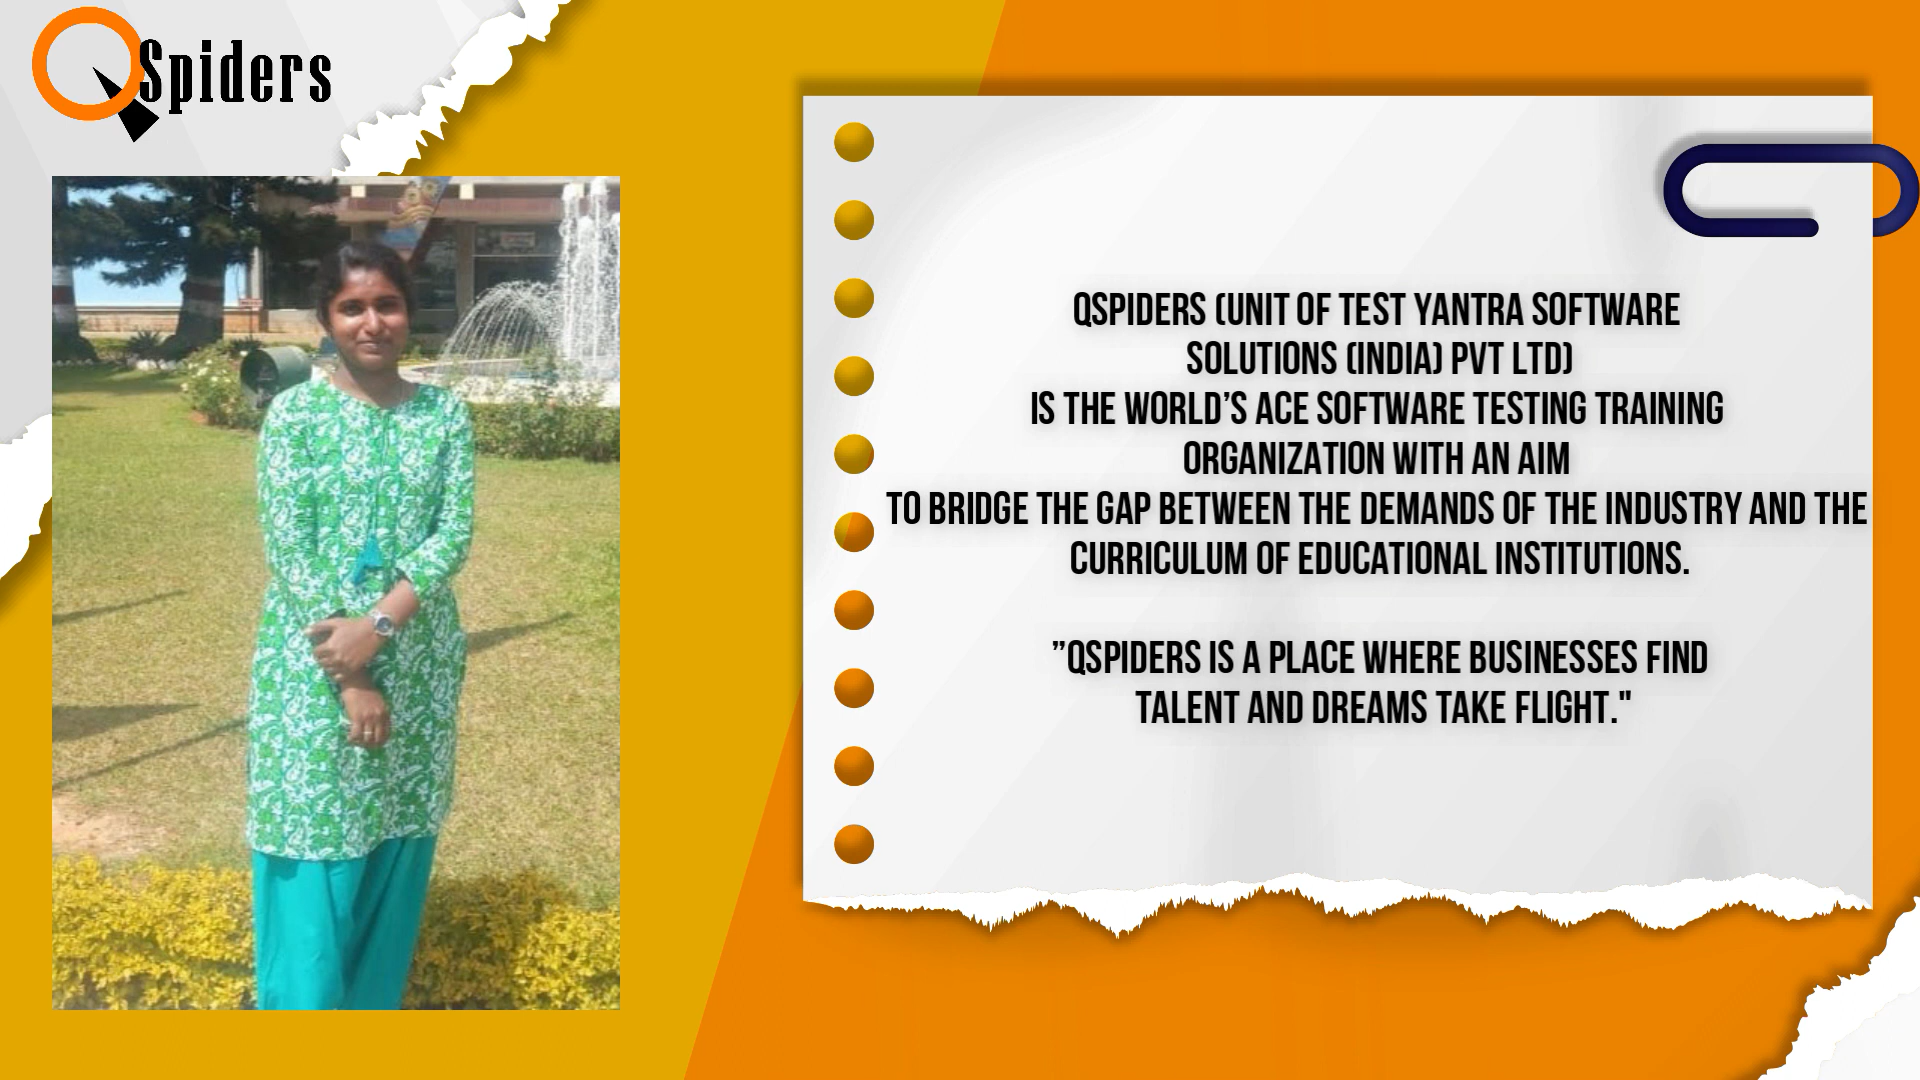 QSpiders
QSPIDERS (UNIT OF TEST YANTRA SOFTWARE
SOLUTIONS (INDIA) PVT LTD)
IS THE WORLD’S ACE SOFTWARE TESTING TRAINING
ORGANIZATION WITH AN AIM
TO BRIDGE THE GAP BETWEEN THE DEMANDS OF THE INDUSTRY AND THE
CURRICULUM OF EDUCATIONAL INSTITUTIONS.
”QSPIDERS IS A PLACE WHERE BUSINESSES FIND
TALENT AND DREAMS TAKE FLIGHT."